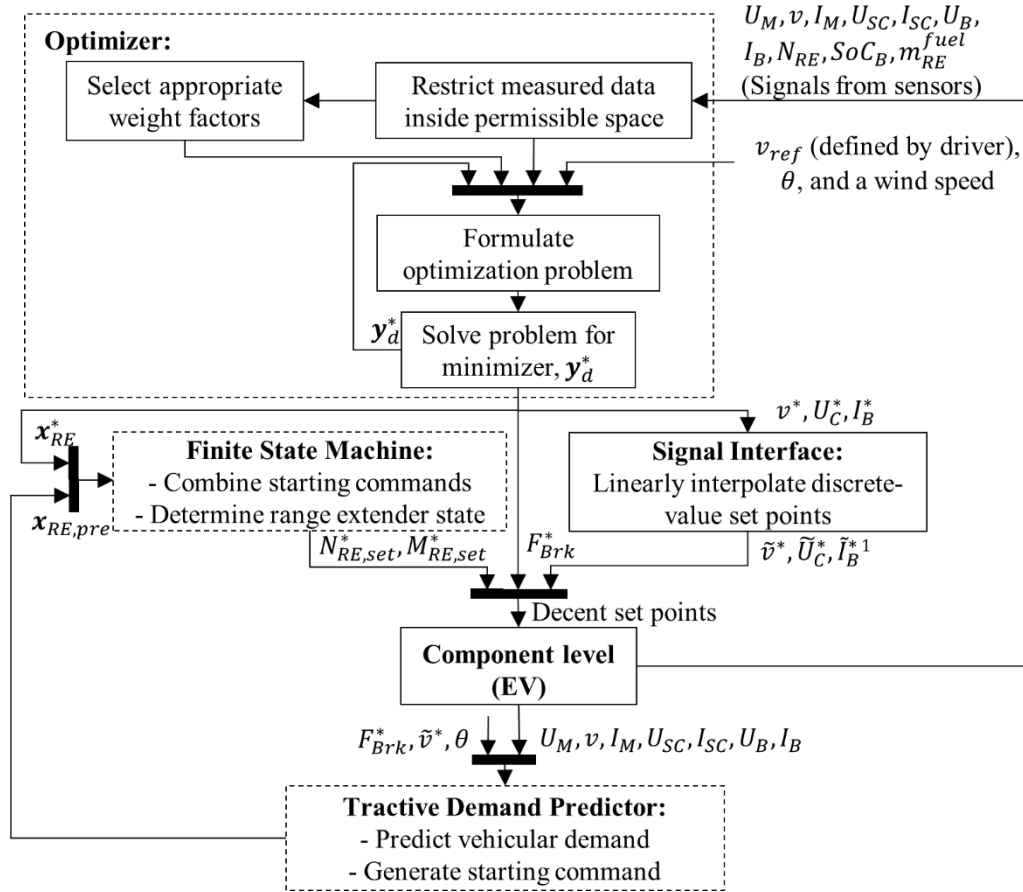 U_M, v, I_M, U_SC, I_SC, U_B,
I_B, N_RE, SoC_B, m_RE^fuel
(Signals from sensors)
Optimizer:
Select appropriate
weight factors
Restrict measured data
inside permissible space
v_ref (defined by driver),
θ, and a wind speed
Formulate
optimization problem
y_d^*
Solve problem for
minimizer, y_d^*
x_RE^*
v^*, U_C^*, I_B^*
Finite State Machine:
- Combine starting commands
- Determine range extender state
Signal Interface:
Linearly interpolate discrete-
value set points
x_RE,pre
N_RE,set^*, M_RE,set^*
F_Brk^*
ṽ^*, Ũ_C^*, Ĩ_B^* 1
Decent set points
Component level
(EV)
F_Brk^*, ṽ^*, θ
U_M, v, I_M, U_SC, I_SC, U_B, I_B
Tractive Demand Predictor:
- Predict vehicular demand
- Generate starting command